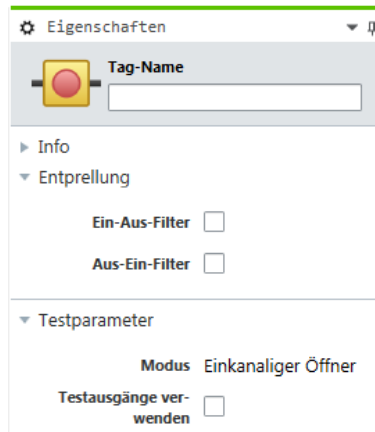 Eigenschaften
Tag-Name
Info
Entprellung
Ein-Aus-Filter
Aus-Ein-Filter
Testparameter
Modus Einkanaliger Öffner
Testausgänge ver-
wenden